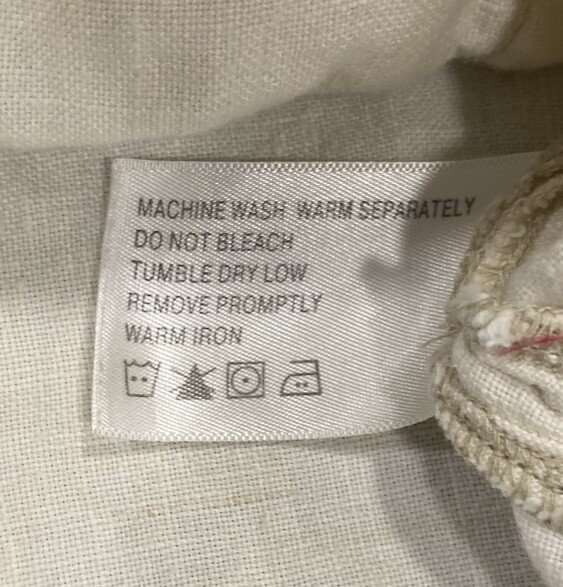 MACHINE WASH WARM SEPARATELY
DO NOT BLEACH
TUMBLE DRY LOW
REMOVE PROMPTLY
WARM IRON